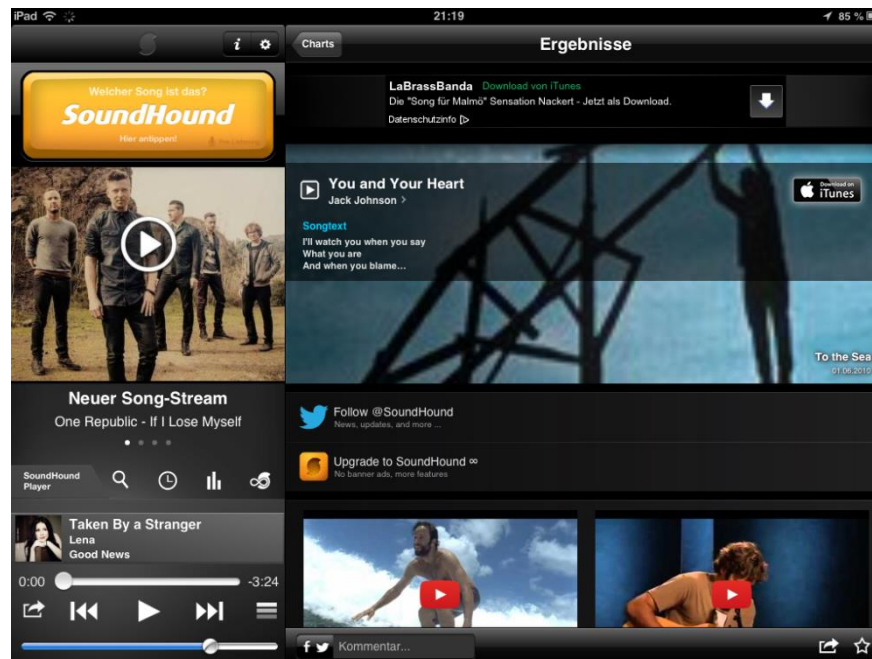 iPad
21:19
85 %
i
Welcher Song ist das?
SoundHound
Hier antippen!
Neuer Song-Stream
One Republic - If I Lose Myself
SoundHound
Player
Taken By a Stranger
Lena
Good News
0:00
-3:24
Charts
Ergebnisse
LaBrassBanda Download von iTunes
Die "Song für Malmö" Sensation Nackert - Jetzt als Download.
Datenschutzinfo
You and Your Heart
Jack Johnson
Download on
iTunes
Songtext
I'll watch you when you say
What you are
And when you blame...
To the Sea
01.06.2010
Follow @SoundHound
News, updates, and more ...
Upgrade to SoundHound ∞
No banner ads, more features
Kommentar...